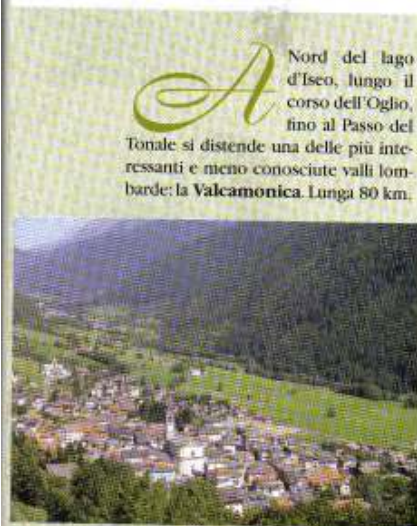 A Nord del lago
d'Iseo, lungo il
corso dell'Oglio,
fino al Passo del
Tonale si distende una delle più inte-
ressanti e meno conosciute valli lom-
barde: la Valcamonica. Lunga 80 km.